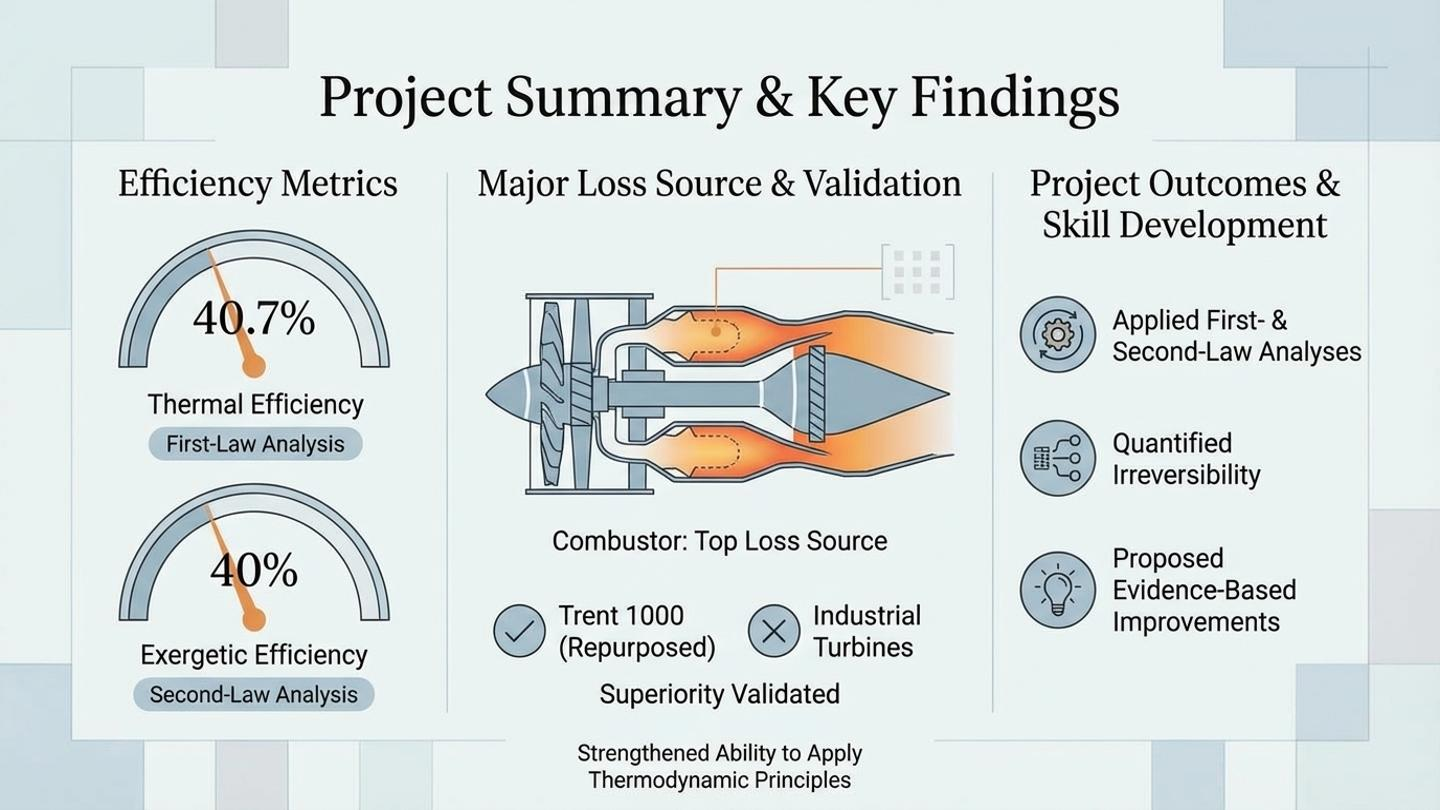 Project Summary & Key Findings
Efficiency Metrics
40.7%
Thermal Efficiency
First-Law Analysis
40%
Exergetic Efficiency
Second-Law Analysis
Major Loss Source & Validation
Combustor: Top Loss Source
Trent 1000
(Repurposed)
Industrial
Turbines
Superiority Validated
Strengthened Ability to Apply
Thermodynamic Principles
Project Outcomes &
Skill Development
Applied First- &
Second-Law Analyses
Quantified
Irreversibility
Proposed
Evidence-Based
Improvements